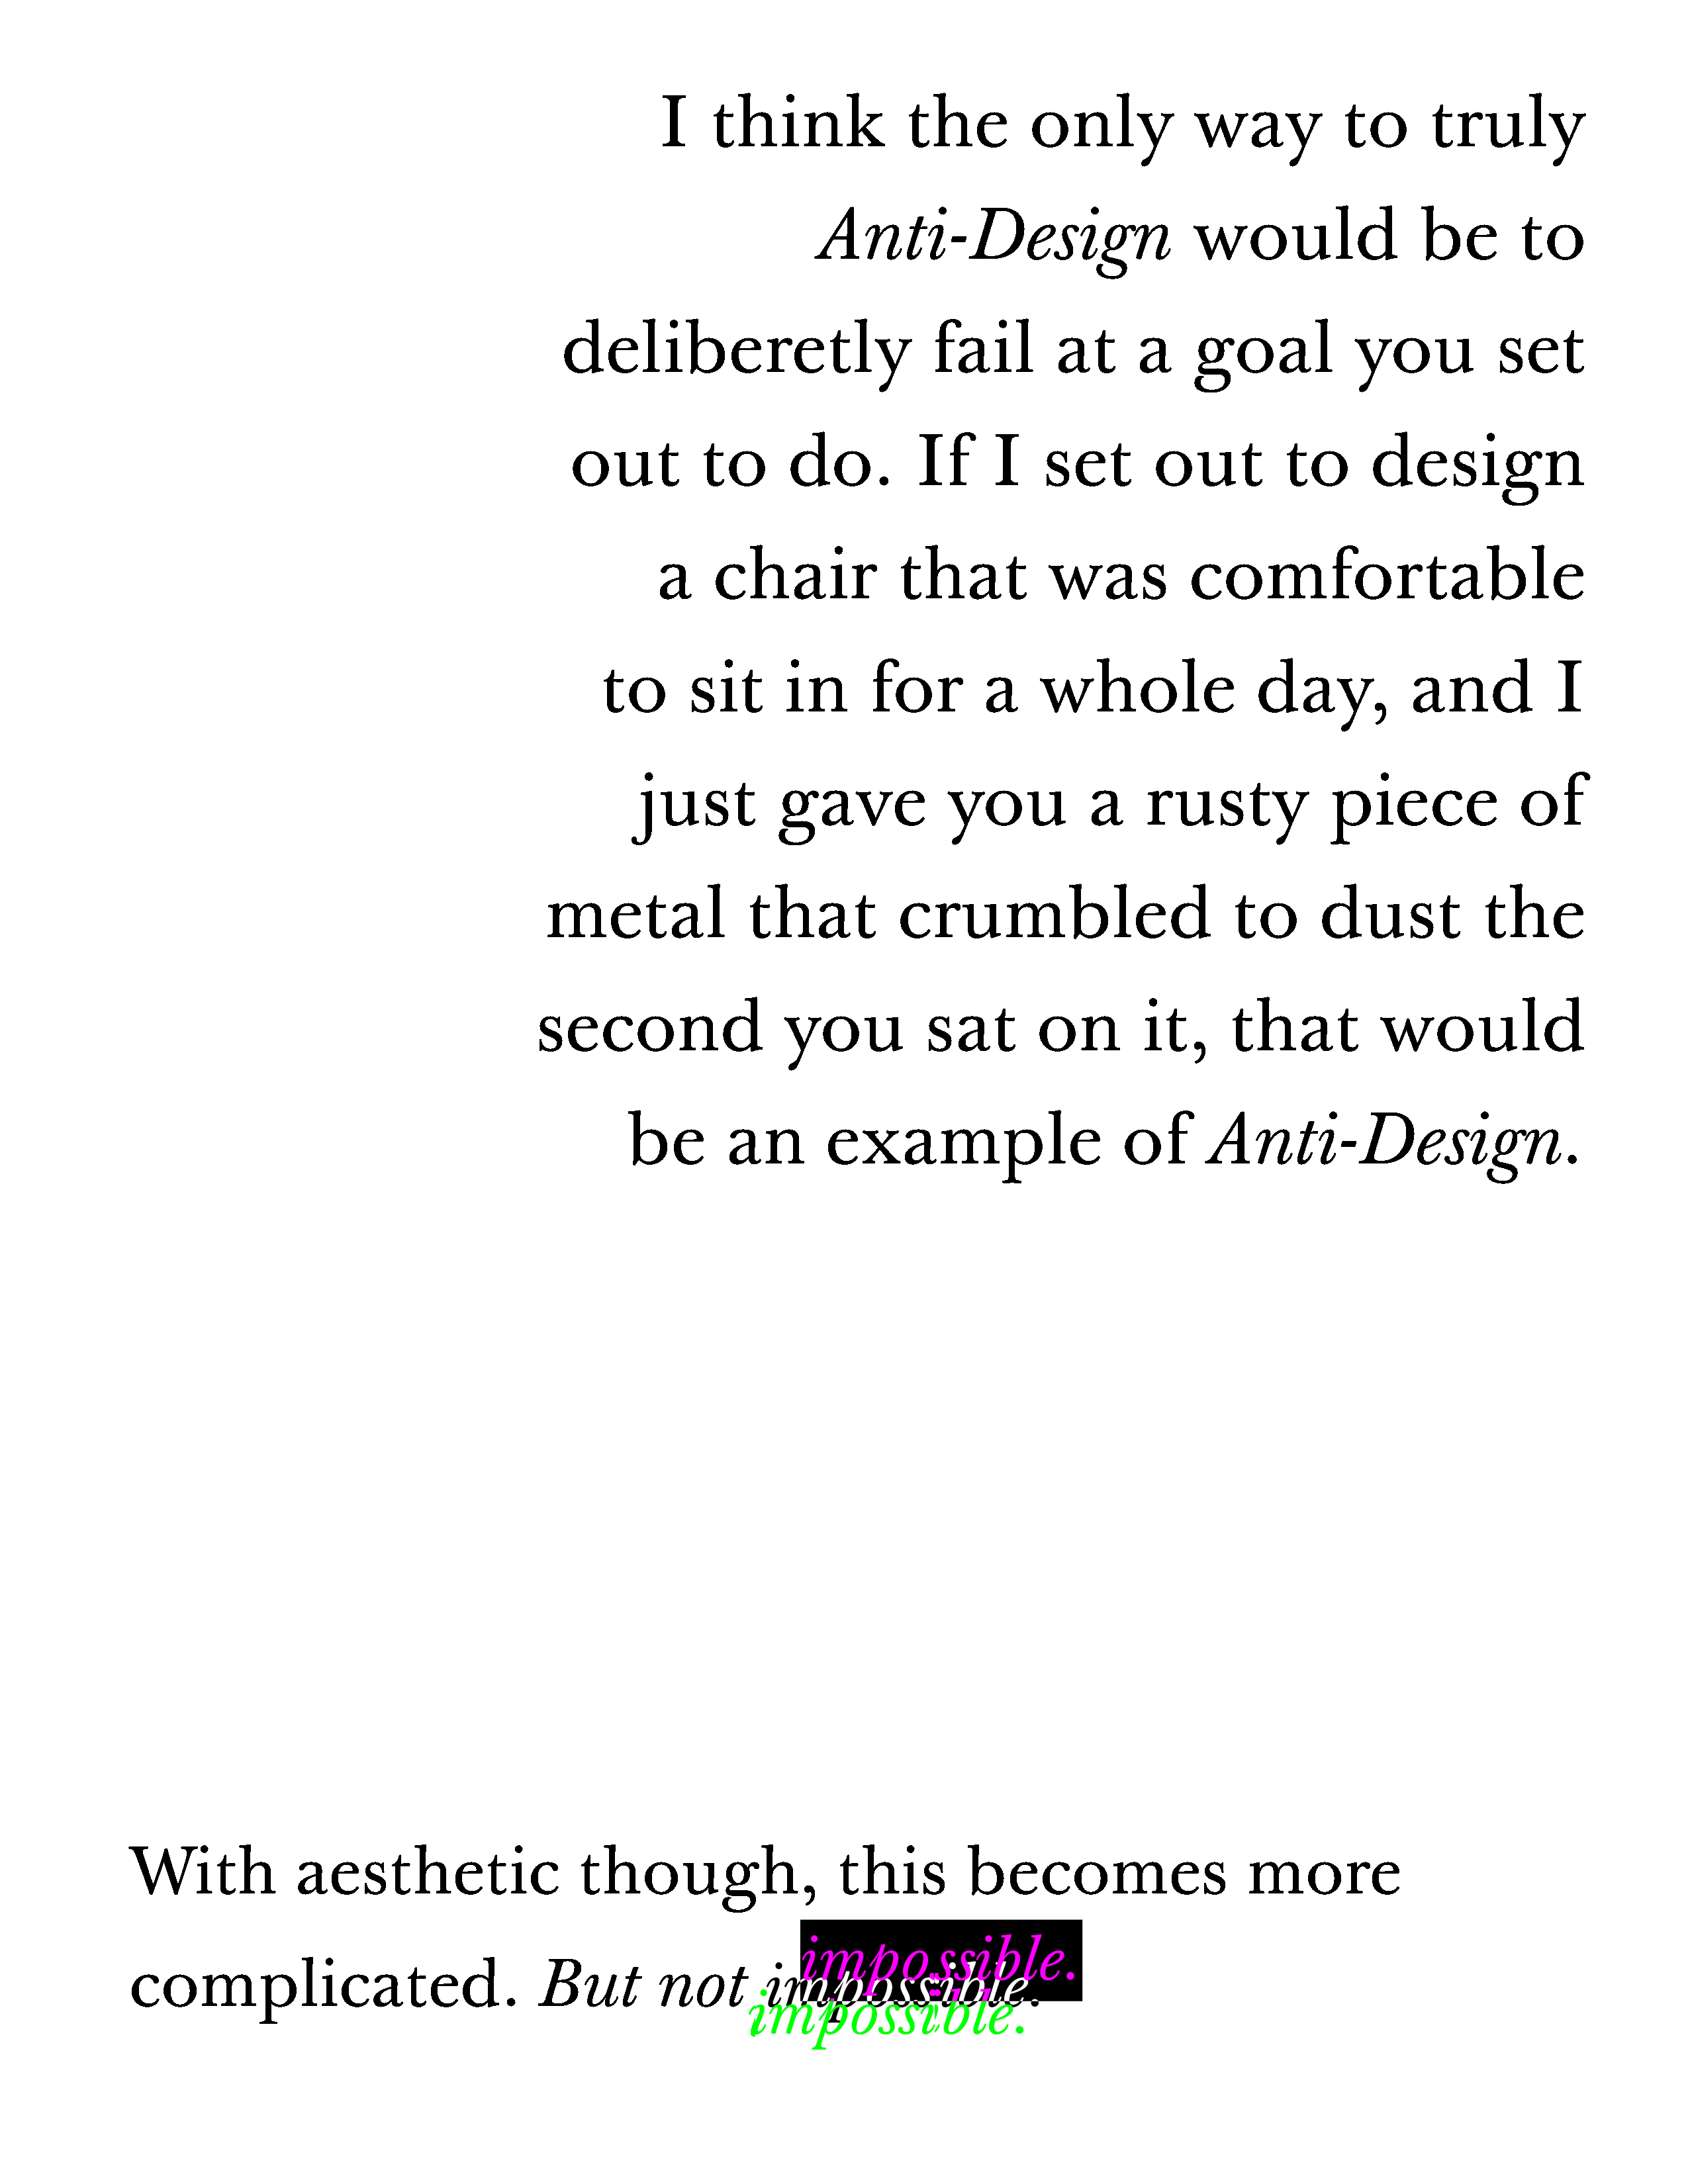 I think the only way to truly
Anti-Design would be to
deliberetly fail at a goal you set
out to do. If I set out to design
a chair that was comfortable
to sit in for a whole day, and I
just gave you a rusty piece of
metal that crumbled to dust the
second you sat on it, that would
be an example of Anti-Design.
With aesthetic though, this becomes more
impossible.
complicated. But not impossible.
impossible.